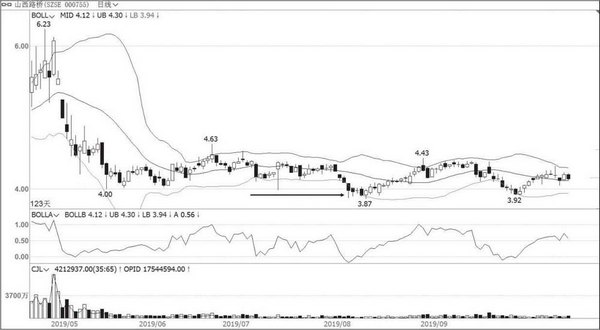 山西路桥(SZSE 000755) 日线
BOLL MID 4.12↓ UB 4.30↓ LB 3.94↓
6.23
6.00
4.63
4.43
4.00
4.00
3.87
3.92
123天
BOLLA BOLLB 4.12↓ UB 4.30↓ LB 3.94↓ A 0.56↓
1.00
0.50
0.00
CJL 4212937.00(35:65)↑ OPID 17544594.00↑
3700万
2019/05 2019/06 2019/07 2019/08 2019/09